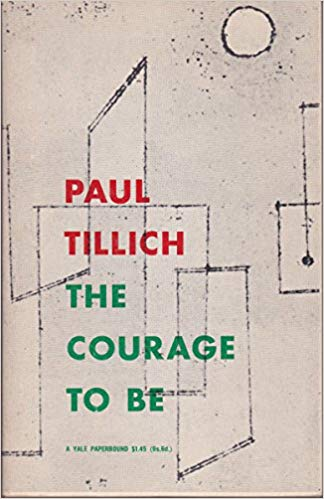 PAUL
TILLICH
THE
COURAGE
TO BE
A YALE PAPERBOUND $1.45 (9s.6d.)